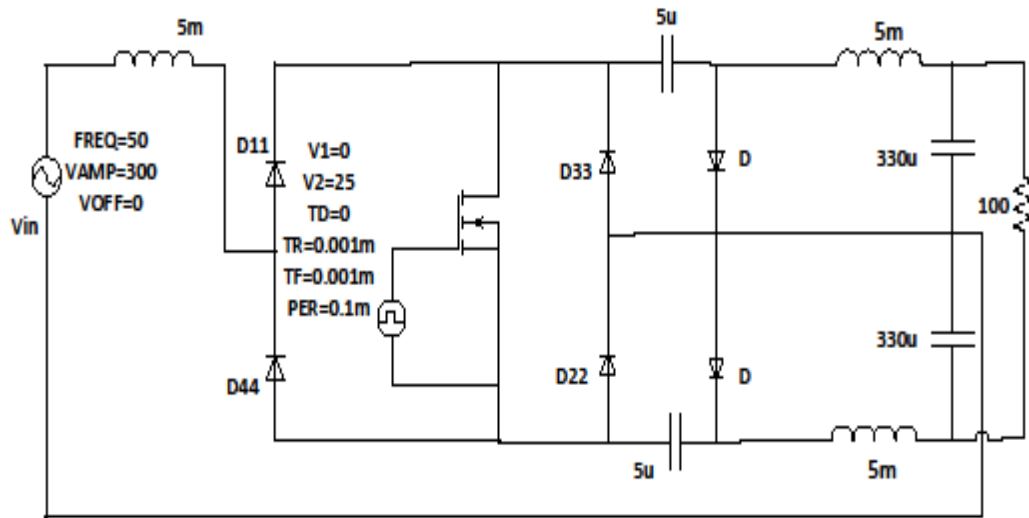 5m
5u
5m
FREQ=50
VAMP=300
VOFF=0
Vin
D11
V1=0
V2=25
TD=0
TR=0.001m
TF=0.001m
PER=0.1m
D33
D
330u
100
D44
D22
D
330u
5u
5m